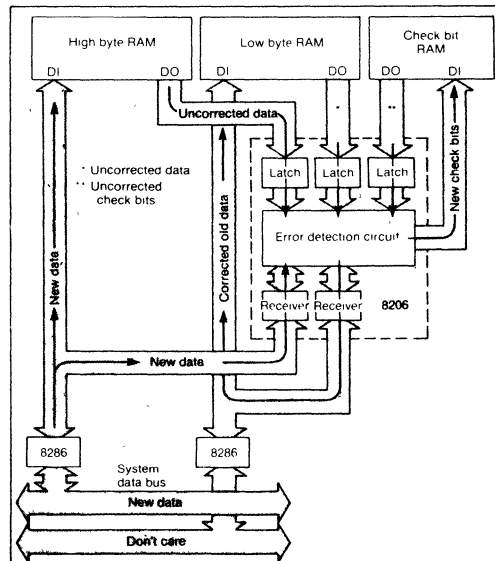 High byte RAM
DI
DO
Low byte RAM
DI
DO
Check bit
RAM
DO
DI
Uncorrected data
*
**
* Uncorrected data
** Uncorrected
check bits
Latch
Latch
Latch
New check bits
New data
Corrected old data
Error detection circuit
Receiver
Receiver
8206
New data
8286
8286
System
data bus
New data
Don't care